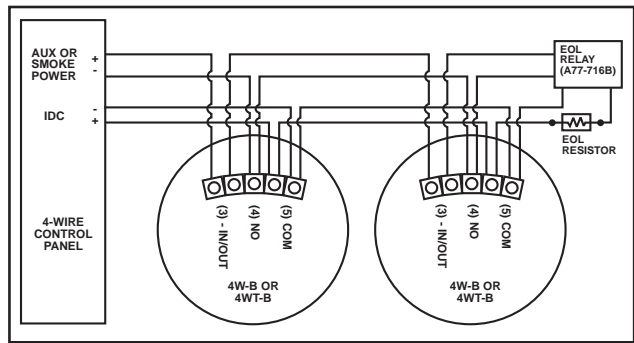 AUX OR
SMOKE
POWER
+
-
IDC
-
+
4-WIRE
CONTROL
PANEL
(3) - IN/OUT
(4) NO
(5) COM
4W-B OR
4WT-B
(3) - IN/OUT
(4) NO
(5) COM
4W-B OR
4WT-B
EOL
RELAY
(A77-716B)
EOL
RESISTOR